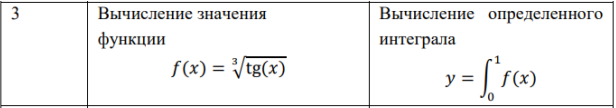 3
Вычисление значения
функции
f(x) = ∛tg(x)
Вычисление определенного
интеграла
y = ∫₀¹ f(x)